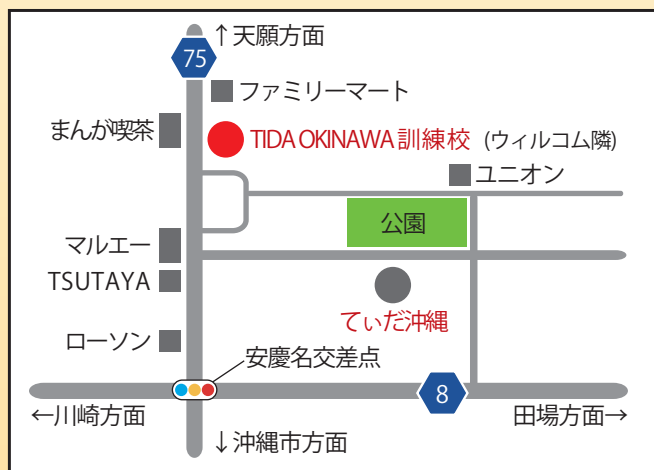 ↑天願方面
75
ファミリーマート
まんが喫茶
TIDA OKINAWA 訓練校 (ウィルコム隣)
ユニオン
公園
マルエー
TSUTAYA
てぃだ沖縄
ローソン
安慶名交差点
8
←川崎方面
田場方面→
↓沖縄市方面